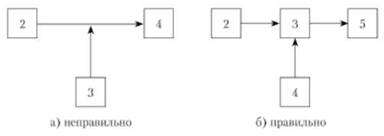 2 4 2 3 5
3 4
а) неправильно б) правильно